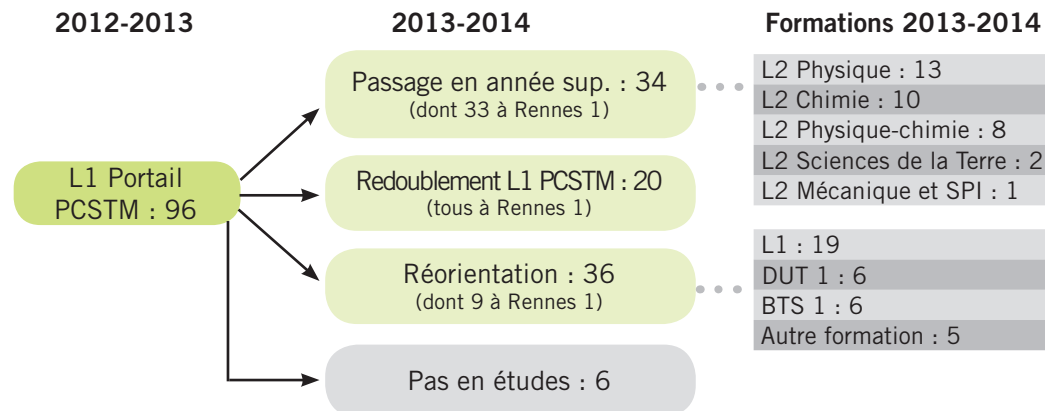 2012-2013
2013-2014
Formations 2013-2014
L1 Portail
PCSTM : 96
Passage en année sup. : 34
(dont 33 à Rennes 1)
Redoublement L1 PCSTM : 20
(tous à Rennes 1)
Réorientation : 36
(dont 9 à Rennes 1)
Pas en études : 6
L2 Physique : 13
L2 Chimie : 10
L2 Physique-chimie : 8
L2 Sciences de la Terre : 2
L2 Mécanique et SPI : 1
L1 : 19
DUT 1 : 6
BTS 1 : 6
Autre formation : 5